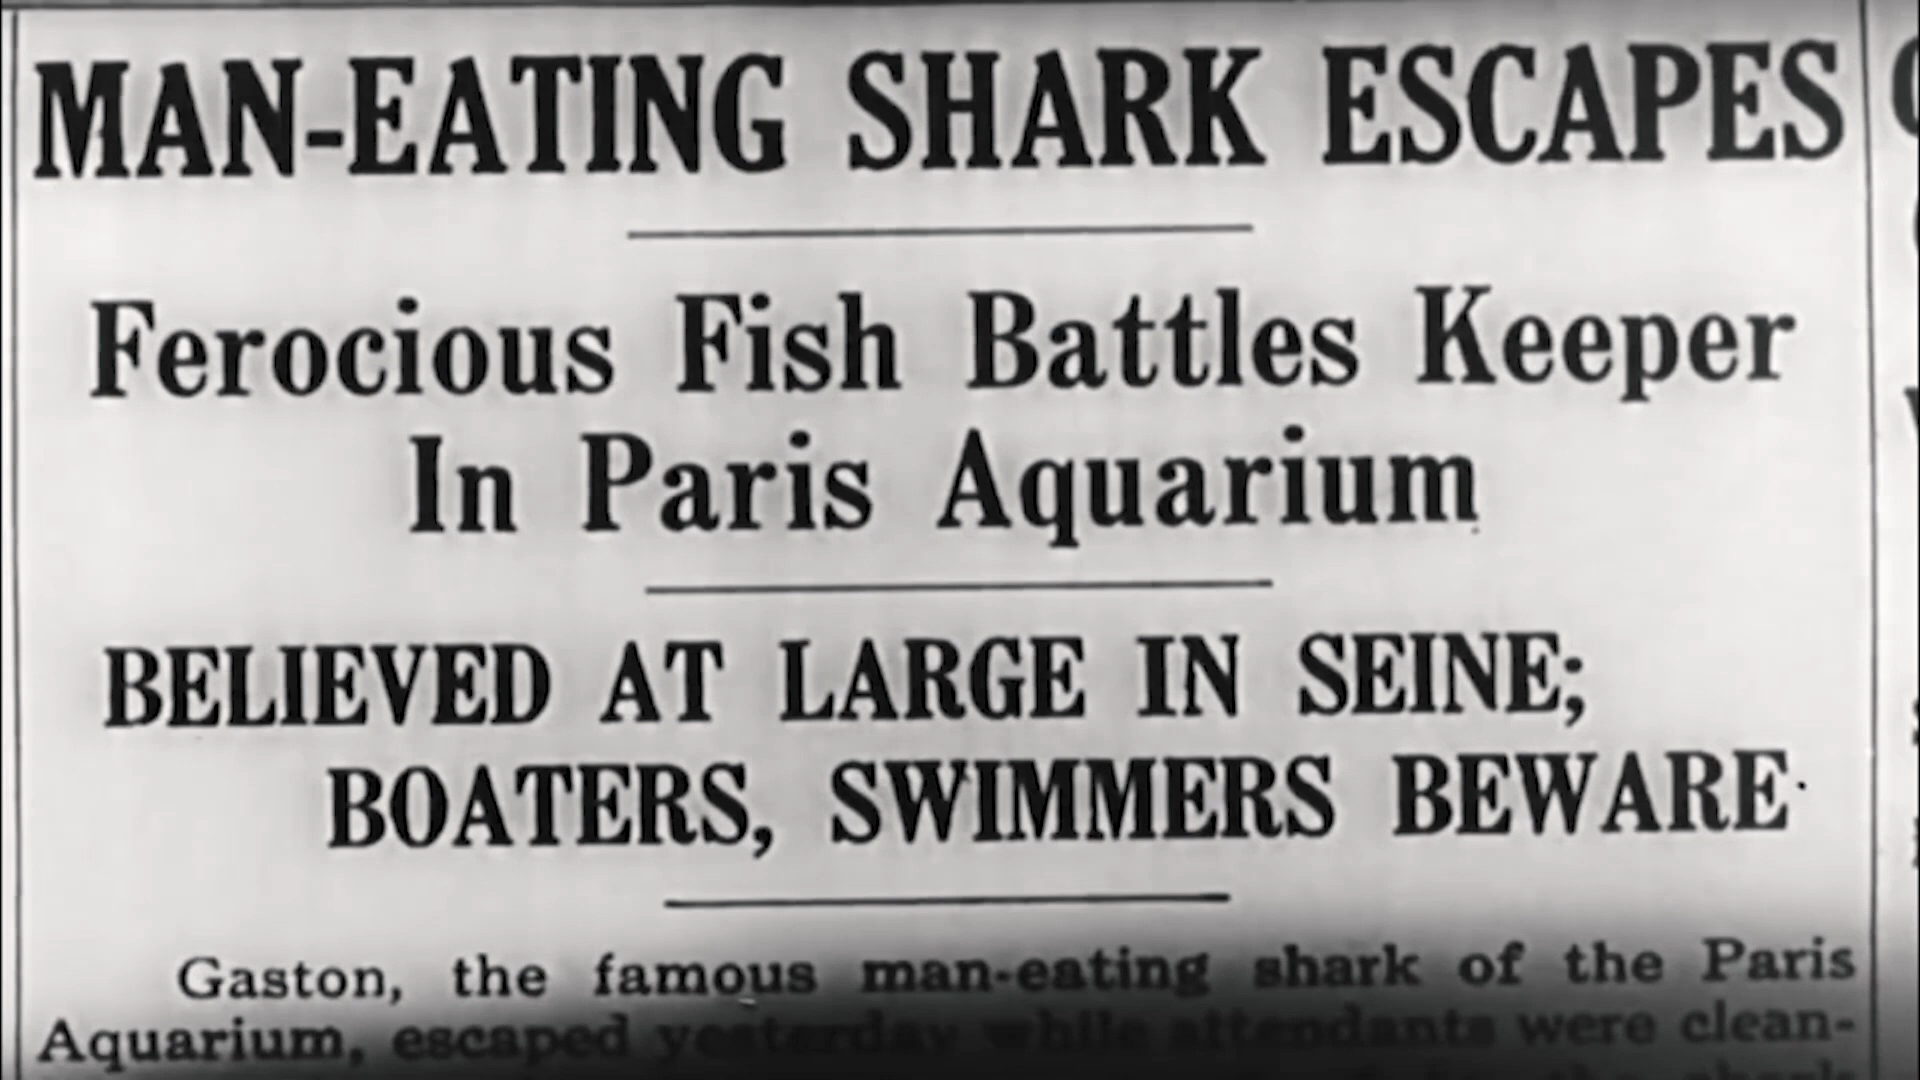 MAN-EATING SHARK ESCAPES
Ferocious Fish Battles Keeper
In Paris Aquarium
BELIEVED AT LARGE IN SEINE;
BOATERS, SWIMMERS BEWARE
Gaston, the famous man-eating shark of the Paris
Aquarium, escaped yesterday while attendants were clean-
shark